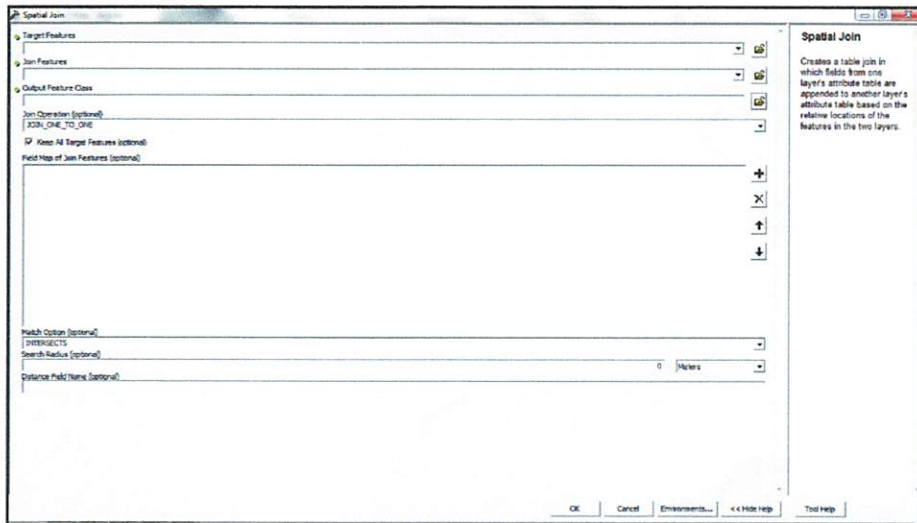 Spatial Join
Target Features
Join Features
Output Feature Class
Join Operation (optional)
JOIN_ONE_TO_ONE
Keep All Target Features (optional)
Field Map of Join Features (optional)
Match Option (optional)
INTERSECTS
Search Radius (optional)
0 Meters
Distance Field Name (optional)
OK Cancel Environments... << Hide Help Tool Help
Spatial Join
Creates a table join in
which fields from one
layer's attribute table are
appended to another layer's
attribute table based on the
relative locations of the
features in the two layers.